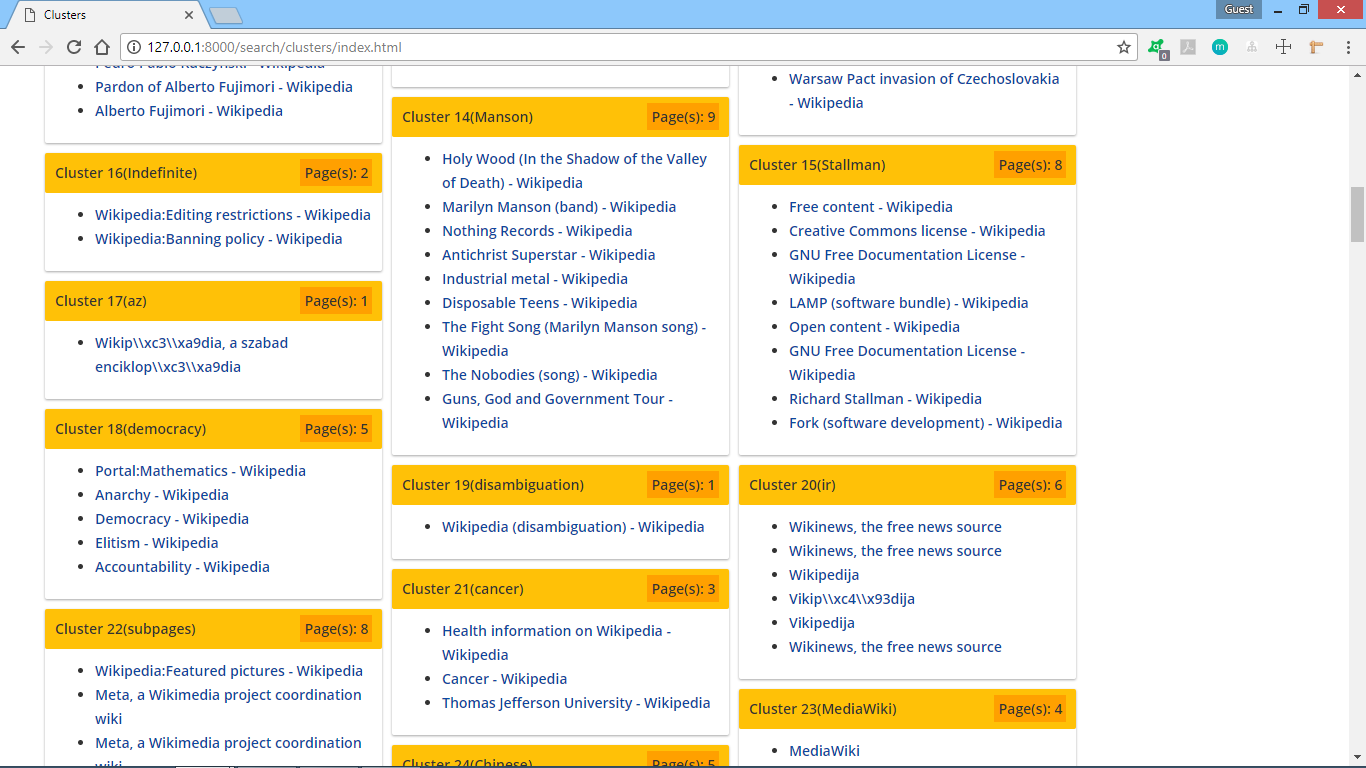 Clusters
Guest
127.0.0.1:8000/search/clusters/index.html
0
m
Pedro Pablo Kuczynski - Wikipedia
Pardon of Alberto Fujimori - Wikipedia
Alberto Fujimori - Wikipedia
Cluster 16(Indefinite)
Page(s): 2
Wikipedia:Editing restrictions - Wikipedia
Wikipedia:Banning policy - Wikipedia
Cluster 17(az)
Page(s): 1
Wikip\\xc3\\xa9dia, a szabad
enciklop\\xc3\\xa9dia
Cluster 18(democracy)
Page(s): 5
Portal:Mathematics - Wikipedia
Anarchy - Wikipedia
Democracy - Wikipedia
Elitism - Wikipedia
Accountability - Wikipedia
Cluster 22(subpages)
Page(s): 8
Wikipedia:Featured pictures - Wikipedia
Meta, a Wikimedia project coordination
wiki
Meta, a Wikimedia project coordination
wiki
Cluster 14(Manson)
Page(s): 9
Holy Wood (In the Shadow of the Valley
of Death) - Wikipedia
Marilyn Manson (band) - Wikipedia
Nothing Records - Wikipedia
Antichrist Superstar - Wikipedia
Industrial metal - Wikipedia
Disposable Teens - Wikipedia
The Fight Song (Marilyn Manson song) -
Wikipedia
The Nobodies (song) - Wikipedia
Guns, God and Government Tour -
Wikipedia
Cluster 19(disambiguation)
Page(s): 1
Wikipedia (disambiguation) - Wikipedia
Cluster 21(cancer)
Page(s): 3
Health information on Wikipedia -
Wikipedia
Cancer - Wikipedia
Thomas Jefferson University - Wikipedia
Cluster 24(Chinese)
Page(s): 5
Warsaw Pact invasion of Czechoslovakia
- Wikipedia
Cluster 15(Stallman)
Page(s): 8
Free content - Wikipedia
Creative Commons license - Wikipedia
GNU Free Documentation License -
Wikipedia
LAMP (software bundle) - Wikipedia
Open content - Wikipedia
GNU Free Documentation License -
Wikipedia
Richard Stallman - Wikipedia
Fork (software development) - Wikipedia
Cluster 20(ir)
Page(s): 6
Wikinews, the free news source
Wikinews, the free news source
Wikipedija
Vikip\\xc4\\x93dija
Vikipedija
Wikinews, the free news source
Cluster 23(MediaWiki)
Page(s): 4
MediaWiki